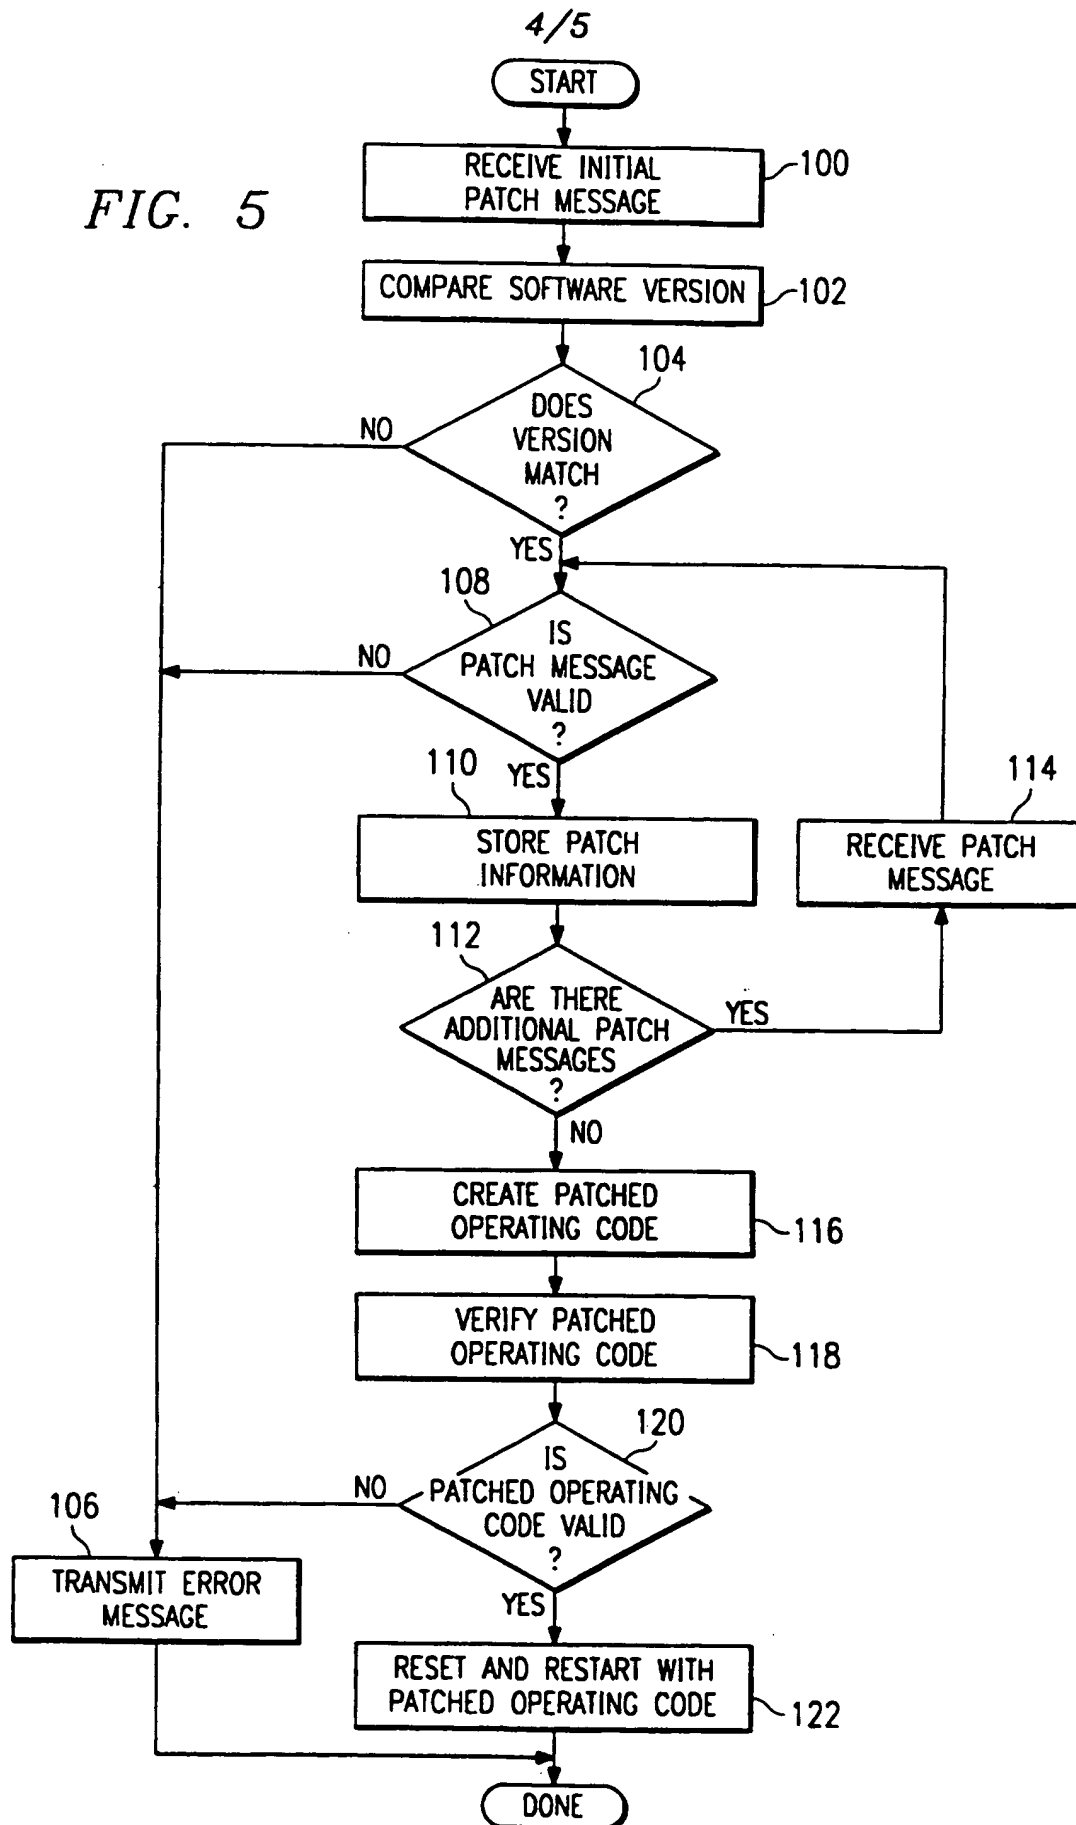 4/5
START
FIG. 5
RECEIVE INITIAL
PATCH MESSAGE
100
COMPARE SOFTWARE VERSION
102
104
DOES
VERSION
MATCH
?
NO
YES
108
IS
PATCH MESSAGE
VALID
?
NO
YES
110
STORE PATCH
INFORMATION
114
RECEIVE PATCH
MESSAGE
112
ARE THERE
ADDITIONAL PATCH
MESSAGES
?
YES
NO
CREATE PATCHED
OPERATING CODE
116
VERIFY PATCHED
OPERATING CODE
118
120
IS
PATCHED OPERATING
CODE VALID
?
NO
YES
106
TRANSMIT ERROR
MESSAGE
RESET AND RESTART WITH
PATCHED OPERATING CODE
122
DONE